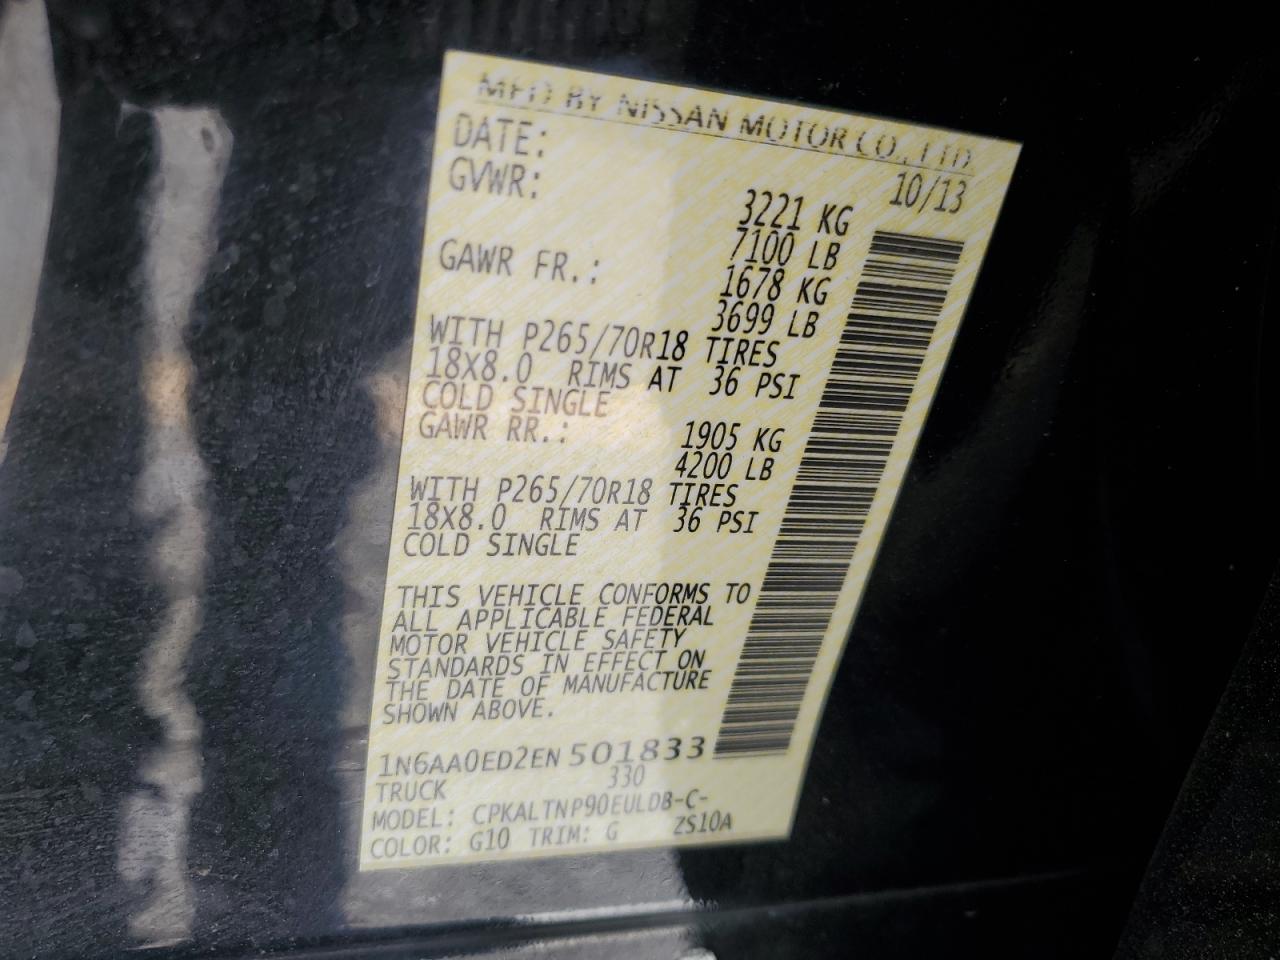 MFD BY NISSAN MOTOR CO., LTD.
DATE: 10/13
GVWR: 3221 KG
7100 LB
GAWR FR.: 1678 KG
3699 LB
WITH P265/70R18 TIRES
18X8.0 RIMS AT 36 PSI
COLD SINGLE
GAWR RR.: 1905 KG
4200 LB
WITH P265/70R18 TIRES
18X8.0 RIMS AT 36 PSI
COLD SINGLE
THIS VEHICLE CONFORMS TO
ALL APPLICABLE FEDERAL
MOTOR VEHICLE SAFETY
STANDARDS IN EFFECT ON
THE DATE OF MANUFACTURE
SHOWN ABOVE.
1N6AA0ED2EN501833
TRUCK 330
MODEL: CPKALTNP90EULDB-C-
COLOR: G10 TRIM: G ZS10A